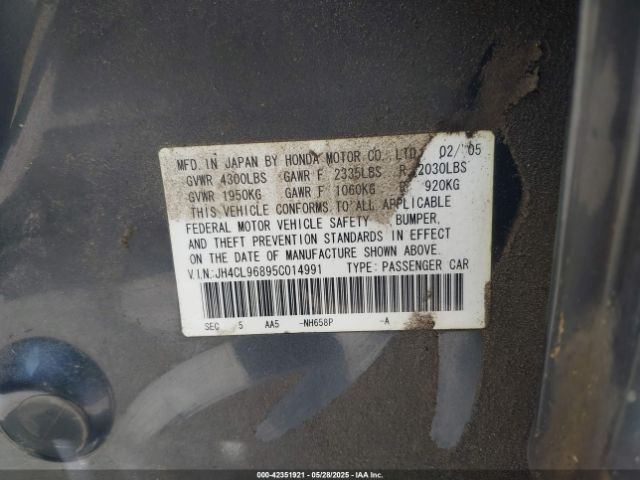 MFD. IN JAPAN BY HONDA MOTOR CO., LTD. 02/'05
GVWR 4300LBS GAWR F 2335LBS R 2030LBS
GVWR 1950KG GAWR F 1060KG R 920KG
THIS VEHICLE CONFORMS TO ALL APPLICABLE
FEDERAL MOTOR VEHICLE SAFETY, BUMPER,
AND THEFT PREVENTION STANDARDS IN EFFECT
ON THE DATE OF MANUFACTURE SHOWN ABOVE.
V.I.N:JH4CL96895C014991 TYPE: PASSENGER CAR
SEC 5 AA5 -NH658P -A
000-42351921 - 05/28/2025 - IAAI.COM